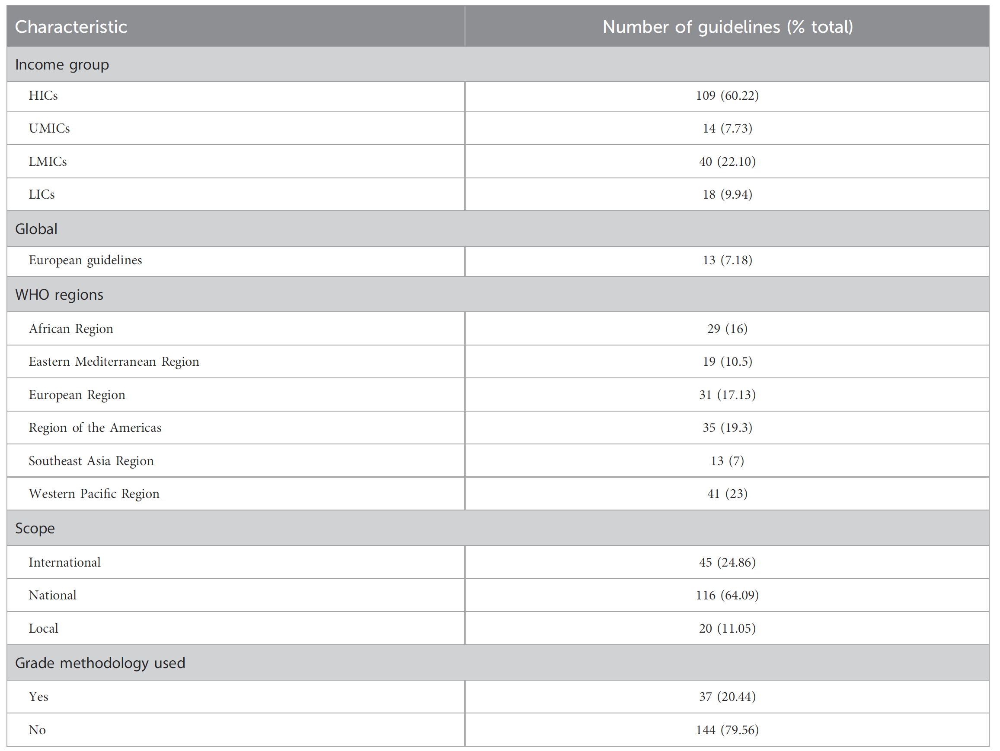 Characteristic Number of guidelines (% total)
Income group
HICs 109 (60.22)
UMICs 14 (7.73)
LMICs 40 (22.10)
LICs 18 (9.94)
Global
European guidelines 13 (7.18)
WHO regions
African Region 29 (16)
Eastern Mediterranean Region 19 (10.5)
European Region 31 (17.13)
Region of the Americas 35 (19.3)
Southeast Asia Region 13 (7)
Western Pacific Region 41 (23)
Scope
International 45 (24.86)
National 116 (64.09)
Local 20 (11.05)
Grade methodology used
Yes 37 (20.44)
No 144 (79.56)